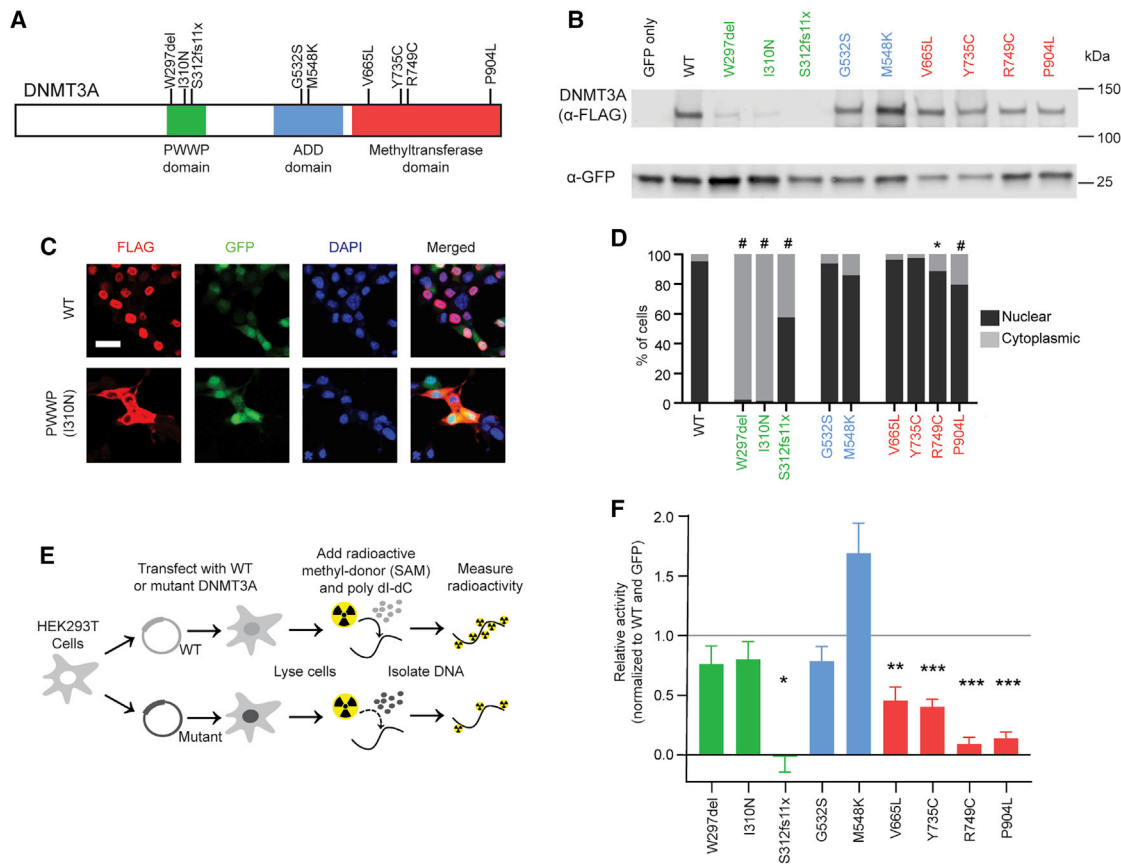 A
W297del
I310N
S312fs11x
G532S
M548K
V665L
Y735C
R749C
P904L
DNMT3A
PWWP
domain
ADD
domain
Methyltransferase
domain
B
GFP only
WT
W297del
I310N
S312fs11x
G532S
M548K
V665L
Y735C
R749C
P904L
kDa
DNMT3A
(α-FLAG)
150
100
α-GFP
25
C
FLAG
GFP
DAPI
Merged
WT
PWWP
(I310N)
D
# # # * #
% of cells
100
80
60
40
20
0
Nuclear
Cytoplasmic
WT
W297del
I310N
S312fs11x
G532S
M548K
V665L
Y735C
R749C
P904L
E
Transfect with WT
or mutant DNMT3A
Add radioactive
methyl-donor (SAM)
and poly dI-dC
Measure
radioactivity
HEK293T
Cells
WT
Lyse cells
Isolate DNA
Mutant
F
Relative activity
(normalized to WT and GFP)
2.0
1.5
1.0
0.5
0.0
* ** *** *** ***
W297del
I310N
S312fs11x
G532S
M548K
V665L
Y735C
R749C
P904L